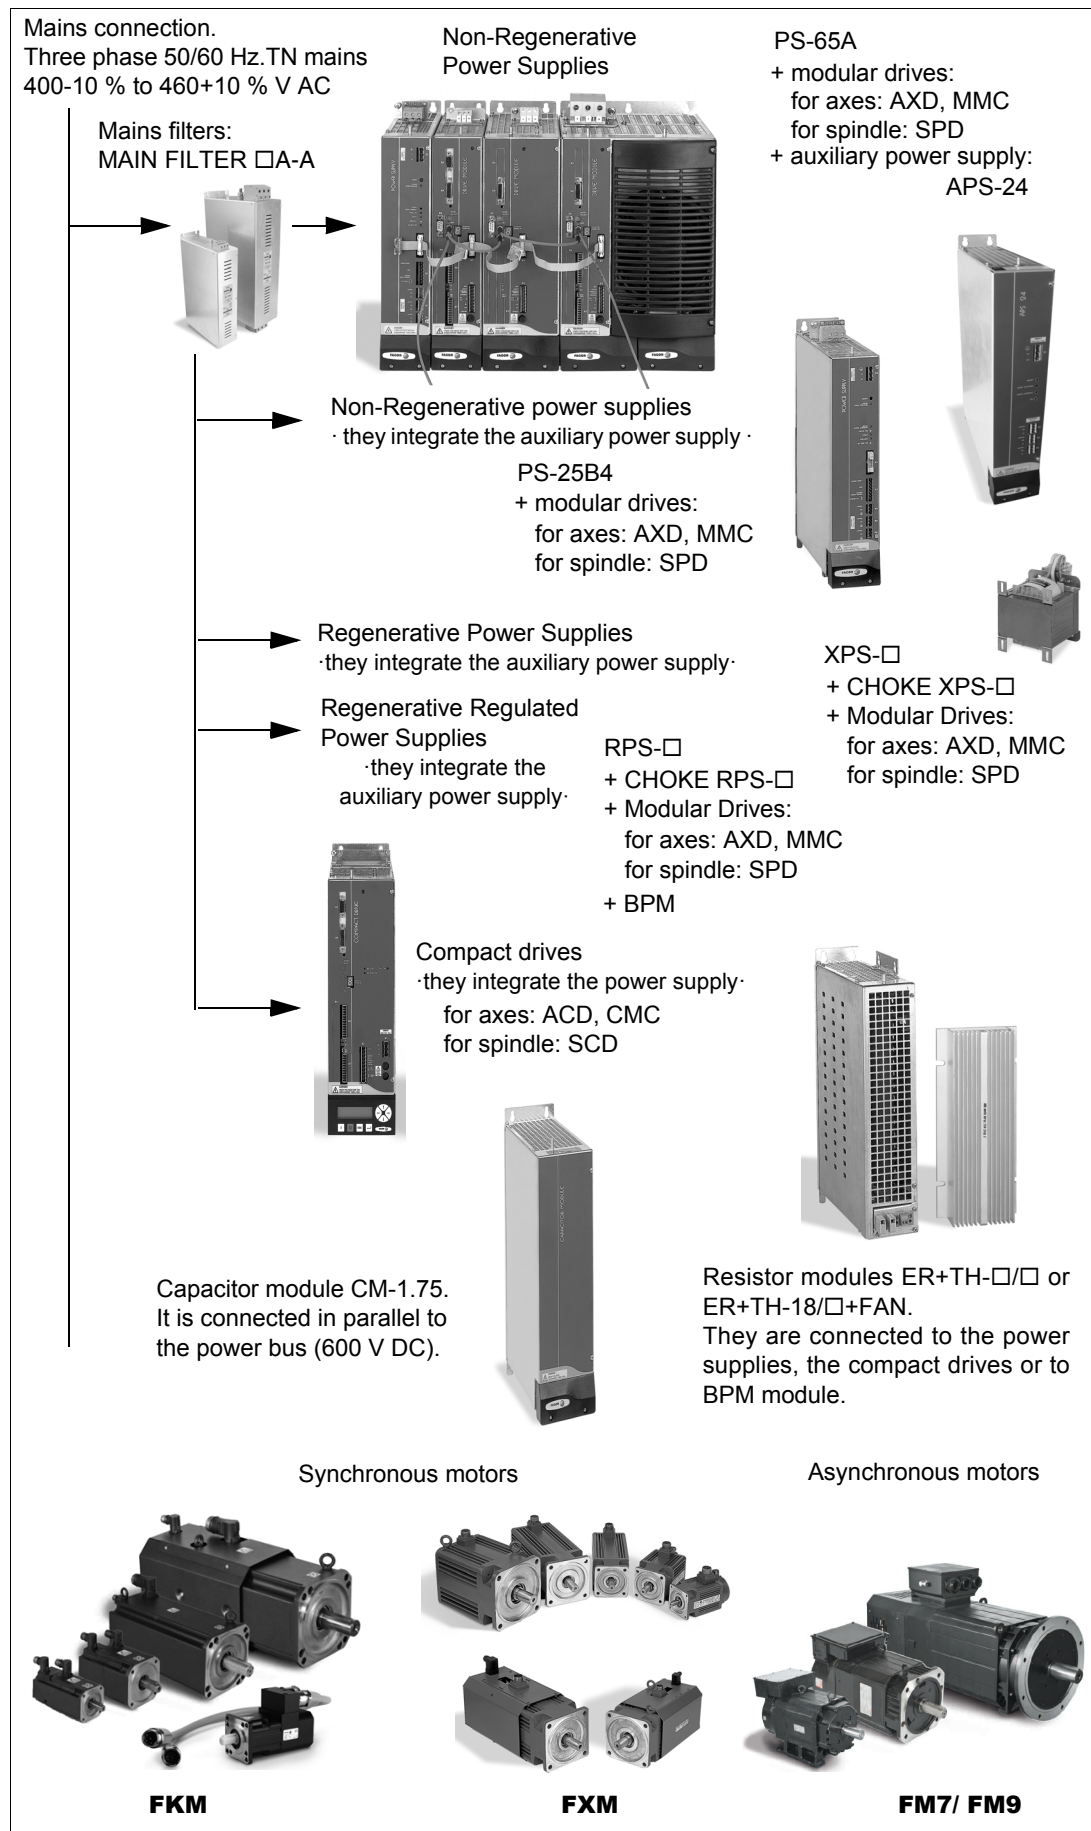 Mains connection.
Three phase 50/60 Hz.TN mains
400-10 % to 460+10 % V AC
Mains filters:
MAIN FILTER □A-A
Non-Regenerative
Power Supplies
PS-65A
+ modular drives:
for axes: AXD, MMC
for spindle: SPD
+ auxiliary power supply:
APS-24
Non-Regenerative power supplies
· they integrate the auxiliary power supply ·
PS-25B4
+ modular drives:
for axes: AXD, MMC
for spindle: SPD
Regenerative Power Supplies
·they integrate the auxiliary power supply·
XPS-□
+ CHOKE XPS-□
+ Modular Drives:
for axes: AXD, MMC
for spindle: SPD
Regenerative Regulated
Power Supplies
·they integrate the
auxiliary power supply·
RPS-□
+ CHOKE RPS-□
+ Modular Drives:
for axes: AXD, MMC
for spindle: SPD
+ BPM
COMPACT DRIVE
Compact drives
·they integrate the power supply·
for axes: ACD, CMC
for spindle: SCD
CAPACITOR MODULE
Capacitor module CM-1.75.
It is connected in parallel to
the power bus (600 V DC).
Resistor modules ER+TH-□/□ or
ER+TH-18/□+FAN.
They are connected to the power
supplies, the compact drives or to
BPM module.
Synchronous motors
Asynchronous motors
FKM
FXM
FM7/ FM9